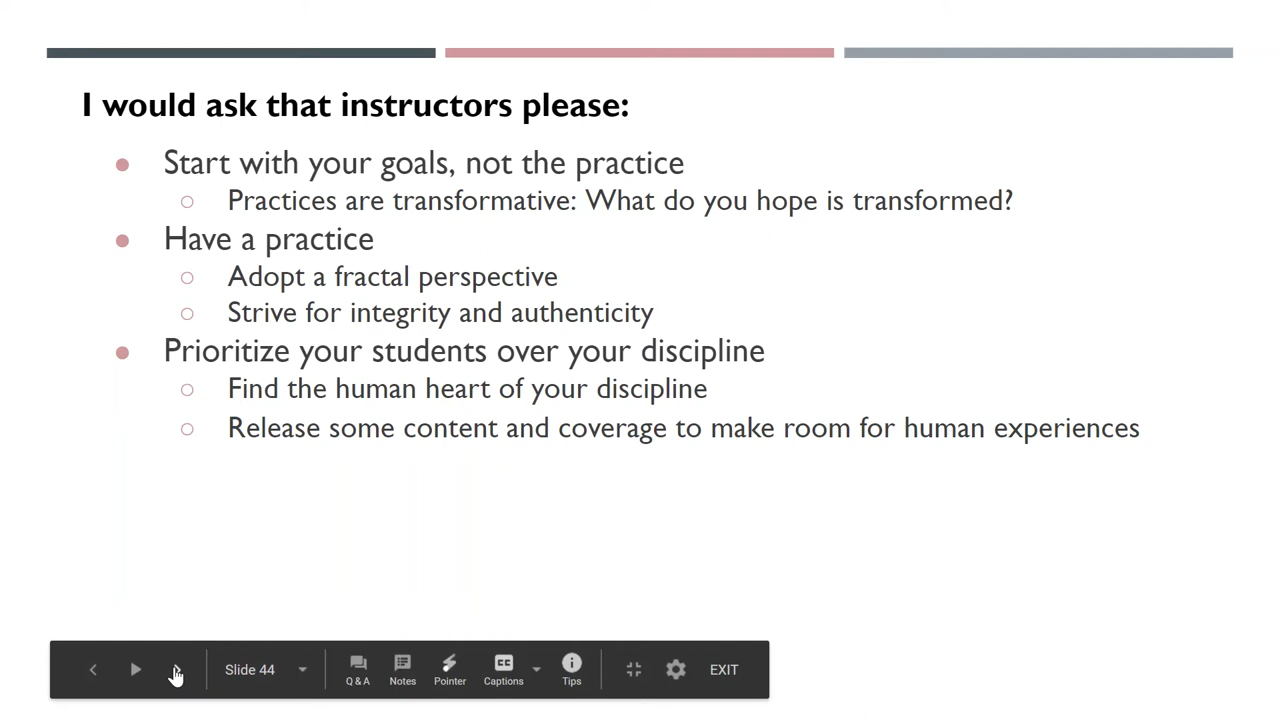 I would ask that instructors please:
Start with your goals, not the practice
Practices are transformative: What do you hope is transformed?
Have a practice
Adopt a fractal perspective
Strive for integrity and authenticity
Prioritize your students over your discipline
Find the human heart of your discipline
Release some content and coverage to make room for human experiences
Slide 44
Q & A
Notes
Pointer
CC
Captions
Tips
EXIT